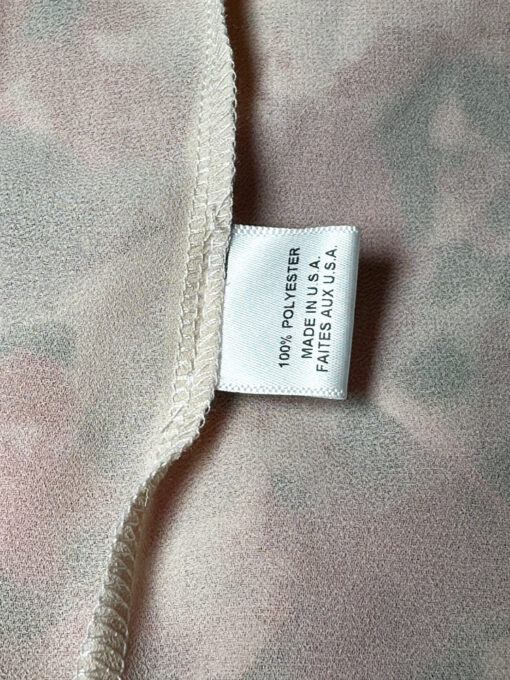 100% POLYESTER
MADE IN U.S.A.
FAITES AUX U.S.A.